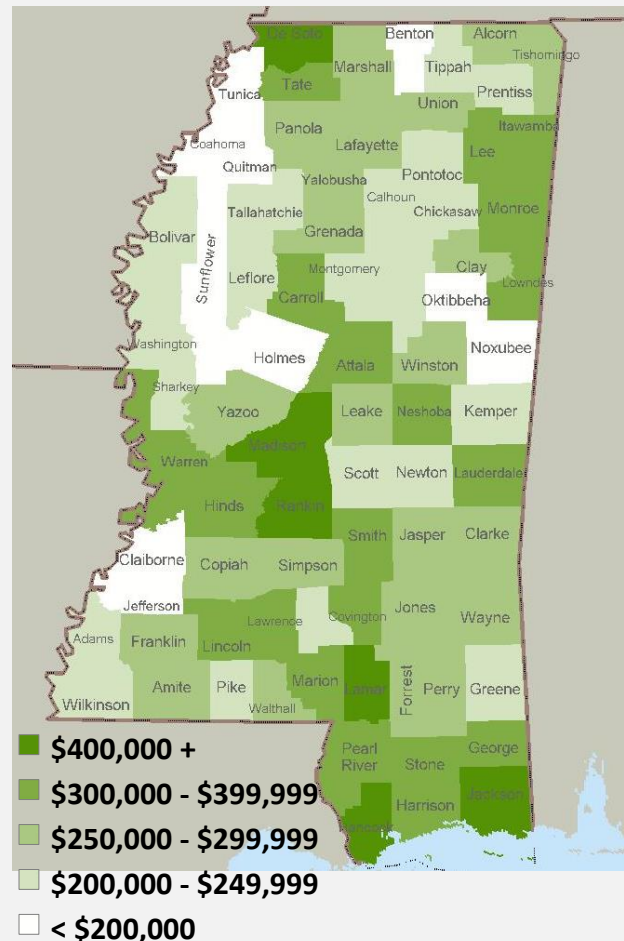 De Soto
Benton
Alcorn
Marshall
Tippah
Tishomingo
Tate
Tunica
Prentiss
Union
Panola
Itawamba
Coahoma
Lafayette
Lee
Quitman
Pontotoc
Yalobusha
Calhoun
Tallahatchie
Chickasaw
Monroe
Bolivar
Grenada
Sunflower
Leflore
Montgomery
Clay
Carroll
Lowndes
Oktibbeha
Washington
Holmes
Noxubee
Attala
Winston
Sharkey
Yazoo
Leake
Neshoba
Kemper
Madison
Warren
Scott
Newton
Lauderdale
Hinds
Rankin
Smith
Jasper
Clarke
Claiborne
Copiah
Simpson
Jefferson
Jones
Lawrence
Covington
Wayne
Adams
Franklin
Lincoln
Marion
Lamar
Forrest
Perry
Greene
Amite
Pike
Wilkinson
Walthall
Pearl
River
George
Stone
Jackson
Harrison
Hancock
$400,000 +
$300,000 - $399,999
$250,000 - $299,999
$200,000 - $249,999
< $200,000